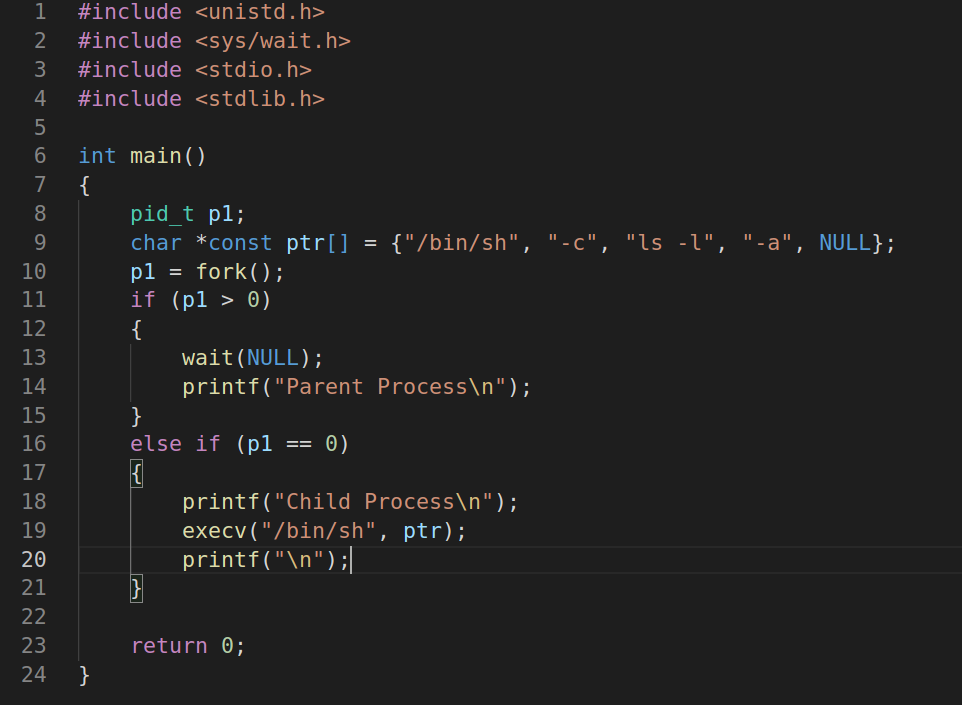 1 #include <unistd.h>
2 #include <sys/wait.h>
3 #include <stdio.h>
4 #include <stdlib.h>
5
6 int main()
7 {
8     pid_t p1;
9     char *const ptr[] = {"/bin/sh", "-c", "ls -l", "-a", NULL};
10     p1 = fork();
11     if (p1 > 0)
12     {
13         wait(NULL);
14         printf("Parent Process\n");
15     }
16     else if (p1 == 0)
17     {
18         printf("Child Process\n");
19         execv("/bin/sh", ptr);
20         printf("\n");
21     }
22
23     return 0;
24 }